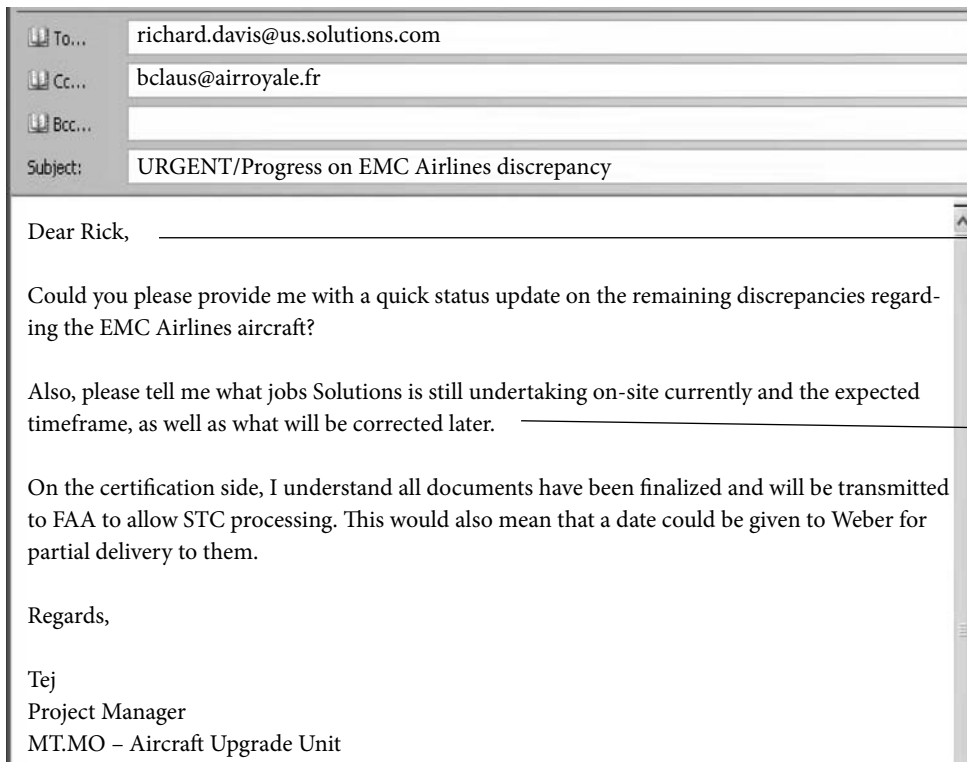 To...
richard.davis@us.solutions.com
Cc...
bclaus@airroyale.fr
Bcc...
Subject:
URGENT/Progress on EMC Airlines discrepancy
Dear Rick,
Could you please provide me with a quick status update on the remaining discrepancies regard-
ing the EMC Airlines aircraft?
Also, please tell me what jobs Solutions is still undertaking on-site currently and the expected
timeframe, as well as what will be corrected later.
On the certification side, I understand all documents have been finalized and will be transmitted
to FAA to allow STC processing. This would also mean that a date could be given to Weber for
partial delivery to them.
Regards,
Tej
Project Manager
MT.MO – Aircraft Upgrade Unit